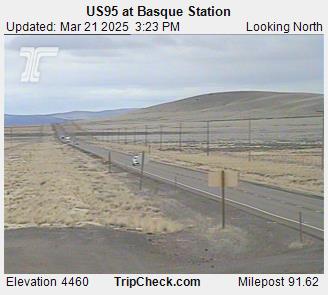 US95 at Basque Station
Updated: Mar 21 2025 3:23 PM Looking North
Elevation 4460 TripCheck.com Milepost 91.62